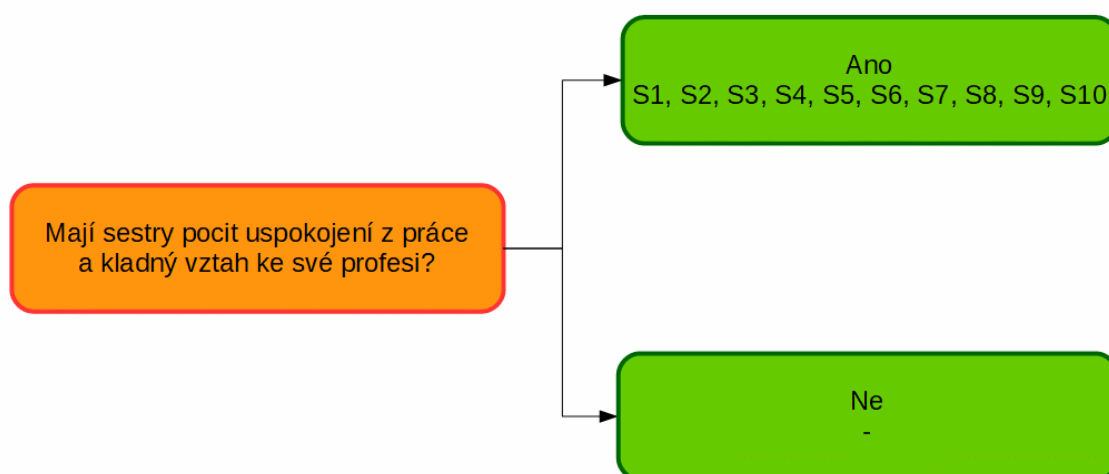 Mají sestry pocit uspokojení z práce
a kladný vztah ke své profesi?
Ano
S1, S2, S3, S4, S5, S6, S7, S8, S9, S10
Ne
-